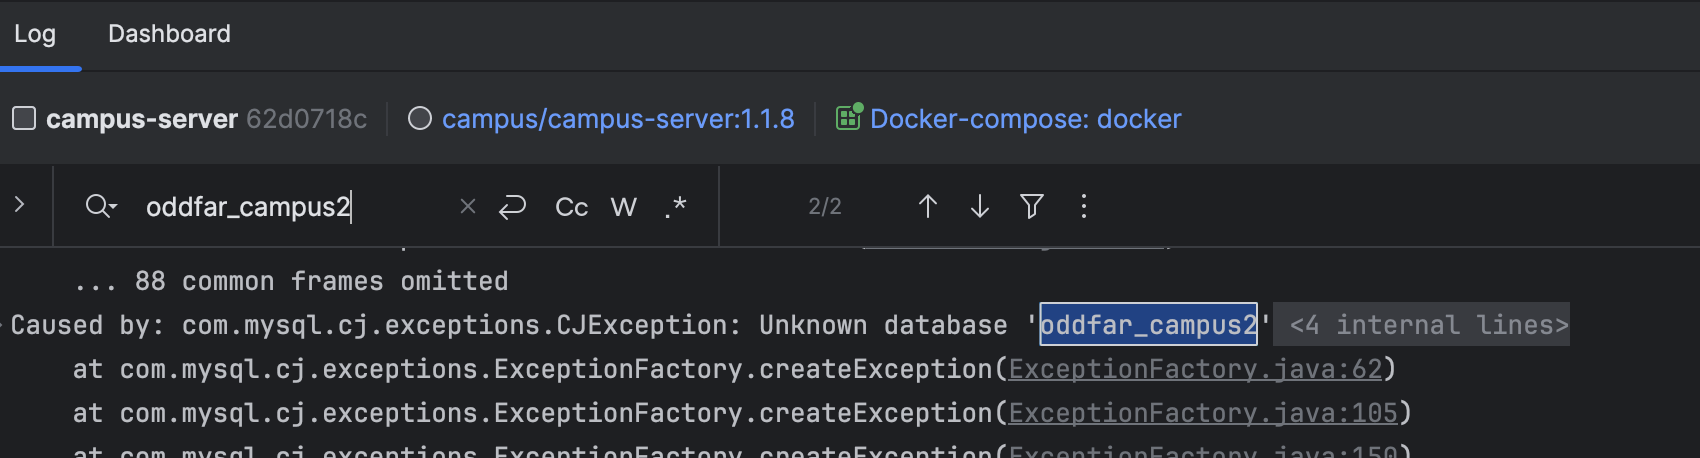 Log Dashboard
campus-server 62d0718c campus/campus-server:1.1.8 Docker-compose: docker
oddfar_campus2 Cc W .* 2/2
... 88 common frames omitted
Caused by: com.mysql.cj.exceptions.CJException: Unknown database 'oddfar_campus2' <4 internal lines>
at com.mysql.cj.exceptions.ExceptionFactory.createException(ExceptionFactory.java:62)
at com.mysql.cj.exceptions.ExceptionFactory.createException(ExceptionFactory.java:105)
at com.mysql.cj.exceptions.ExceptionFactory.createException(ExceptionFactory.java:150)